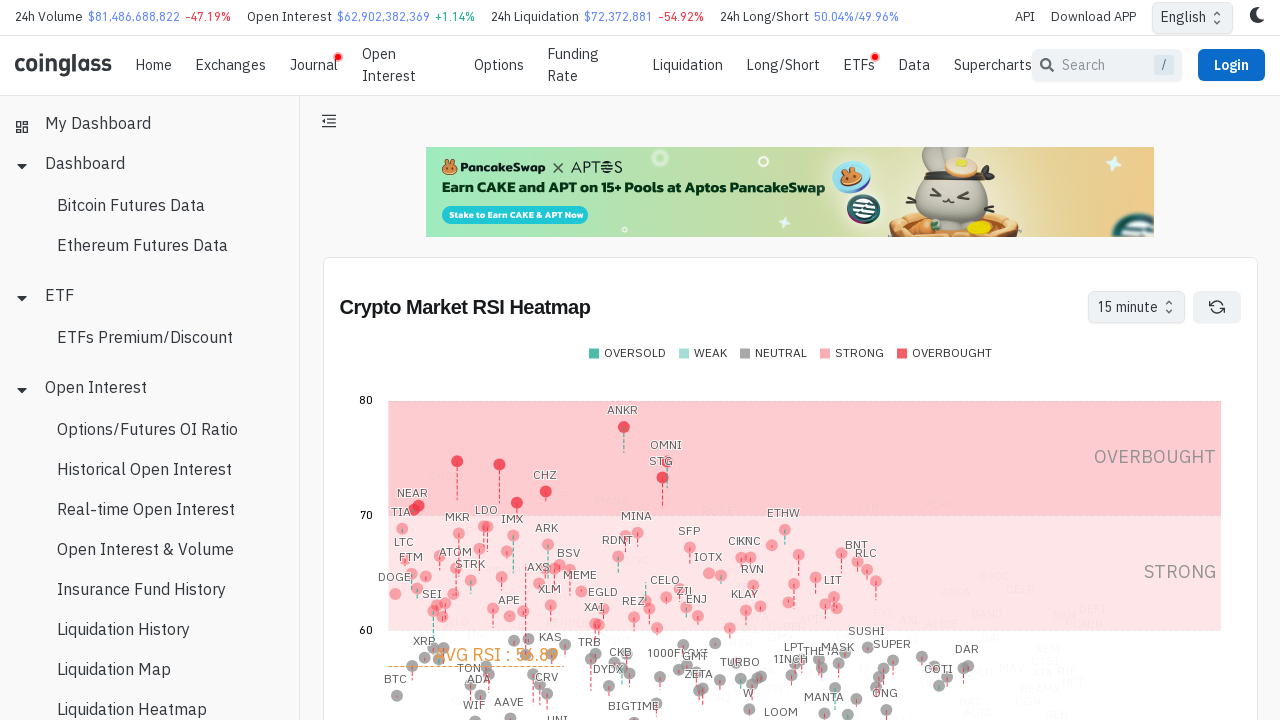 24h Volume $81,486,688,822 -47.19% Open Interest $62,902,382,369 +1.14% 24h Liquidation $72,372,881 -54.92% 24h Long/Short 50.04%/49.96% API Download APP English
coinglass Home Exchanges Journal Open Interest Options Funding Rate Liquidation Long/Short ETFs Data Supercharts Search / Login
My Dashboard
Dashboard
Bitcoin Futures Data
Ethereum Futures Data
ETF
ETFs Premium/Discount
Open Interest
Options/Futures OI Ratio
Historical Open Interest
Real-time Open Interest
Open Interest & Volume
Insurance Fund History
Liquidation History
Liquidation Map
Liquidation Heatmap
PancakeSwap × APTOS
Earn CAKE and APT on 15+ Pools at Aptos PancakeSwap
Stake to Earn CAKE & APT Now
Crypto Market RSI Heatmap 15 minute
OVERSOLD WEAK NEUTRAL STRONG OVERBOUGHT
80
ANKR
OMNI
OVERBOUGHT
STG
CHZ
NEAR
70 TIA LDO MINA ETHW
MKR IMX
ARK SFP
LTC RDNT KNC BNT
FTM ATOM BSV IOTX RLC
STRK AXS RVN
DOGE MEME CELO LIT STRONG
SEI XLM EGLD ZIL KLAY
APE XAI REZ ENJ
60 SUSHI
XRP KAS TRB SUPER
AVG RSI : 56.89 CKB LPT MASK DAR
GMT 1INCH THETA
TON DYDX TURBO COTI
BTC ADA CRV ZETA
WIF AAVE BIGTIME W MANTA ONG
UNI LOOM